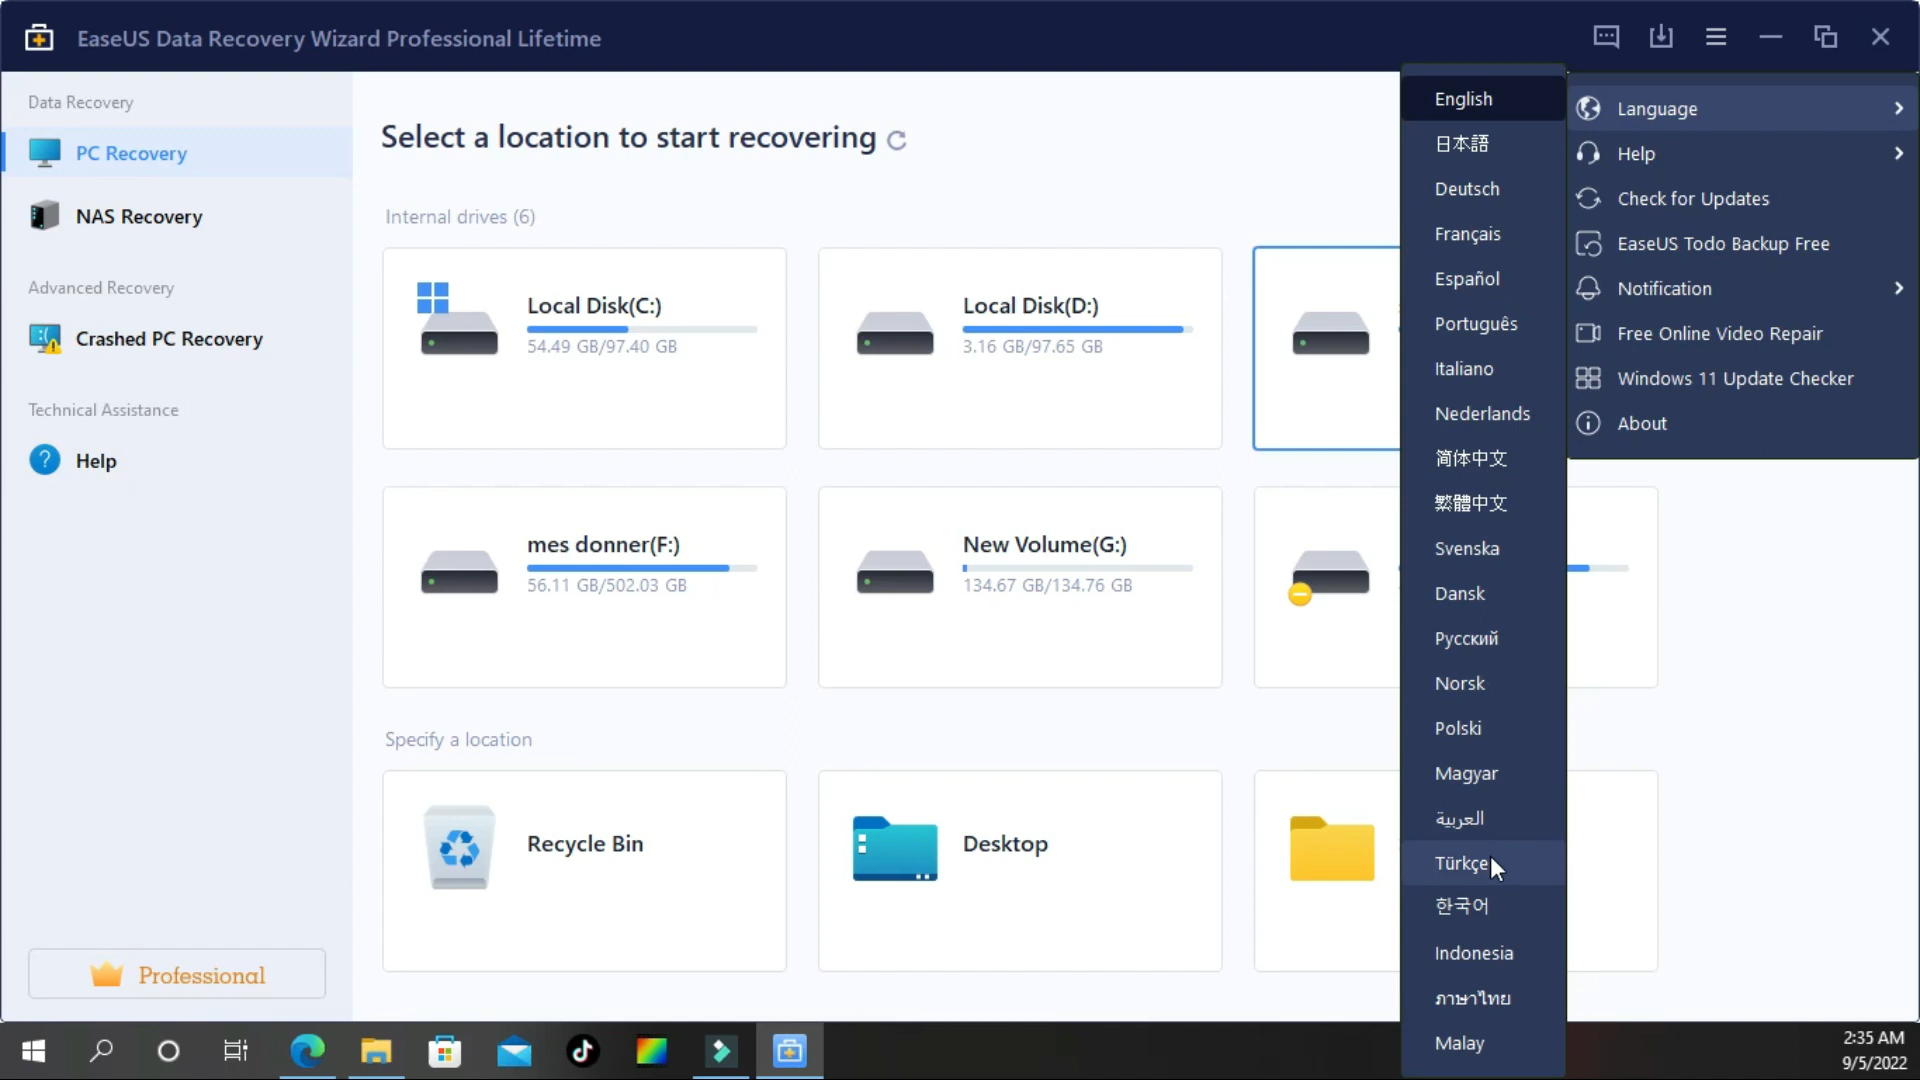 EaseUS Data Recovery Wizard Professional Lifetime
Data Recovery
PC Recovery
NAS Recovery
Advanced Recovery
Crashed PC Recovery
Technical Assistance
Help
Professional
Select a location to start recovering
Internal drives (6)
Local Disk(C:)
54.49 GB/97.40 GB
Local Disk(D:)
3.16 GB/97.65 GB
mes donner(F:)
56.11 GB/502.03 GB
New Volume(G:)
134.67 GB/134.76 GB
Specify a location
Recycle Bin
Desktop
English
日本語
Deutsch
Français
Español
Português
Italiano
Nederlands
简体中文
繁體中文
Svenska
Dansk
Русский
Norsk
Polski
Magyar
العربية
Türkçe
한국어
Indonesia
ภาษาไทย
Malay
Language
Help
Check for Updates
EaseUS Todo Backup Free
Notification
Free Online Video Repair
Windows 11 Update Checker
About
2:35 AM
9/5/2022